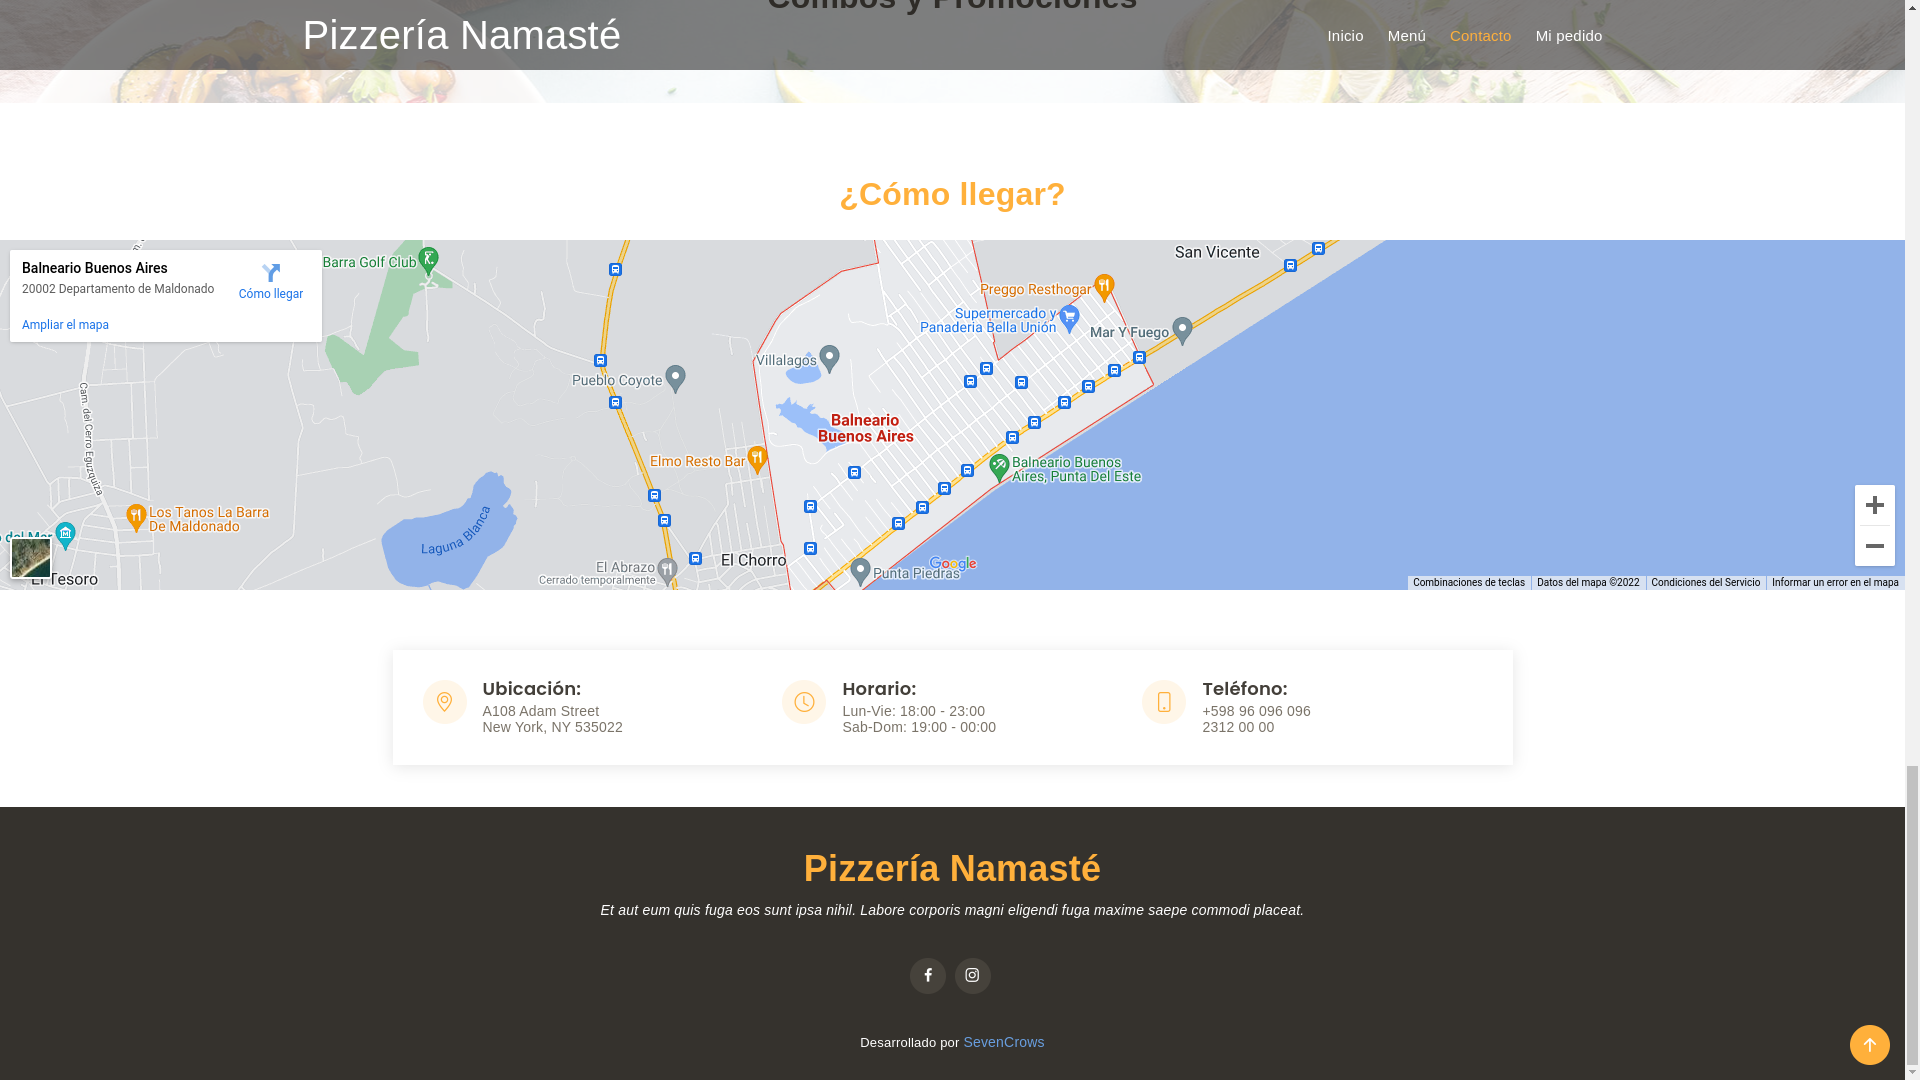 Combos y Promociones
Pizzería Namasté
Inicio
Menú
Contacto
Mi pedido
¿Cómo llegar?
Balneario Buenos Aires
20002 Departamento de Maldonado
Cómo llegar
Ampliar el mapa
Barra Golf Club
San Vicente
Preggo Resthogar
Supermercado y
Panaderia Bella Unión
Mar Y Fuego
Villalagos
Pueblo Coyote
Cam. del Cerro Eguzquiza
Balneario
Buenos Aires
Elmo Resto Bar
Balneario Buenos
Aires, Punta Del Este
Los Tanos La Barra
De Maldonado
del Mar
Laguna Blanca
El Tesoro
El Abrazo
Cerrado temporalmente
El Chorro
Punta Piedras
Google
Combinaciones de teclas
Datos del mapa ©2022
Condiciones del Servicio
Informar un error en el mapa
Ubicación:
A108 Adam Street
New York, NY 535022
Horario:
Lun-Vie: 18:00 - 23:00
Sab-Dom: 19:00 - 00:00
Teléfono:
+598 96 096 096
2312 00 00
Pizzería Namasté
Et aut eum quis fuga eos sunt ipsa nihil. Labore corporis magni eligendi fuga maxime saepe commodi placeat.
Desarrollado por SevenCrows